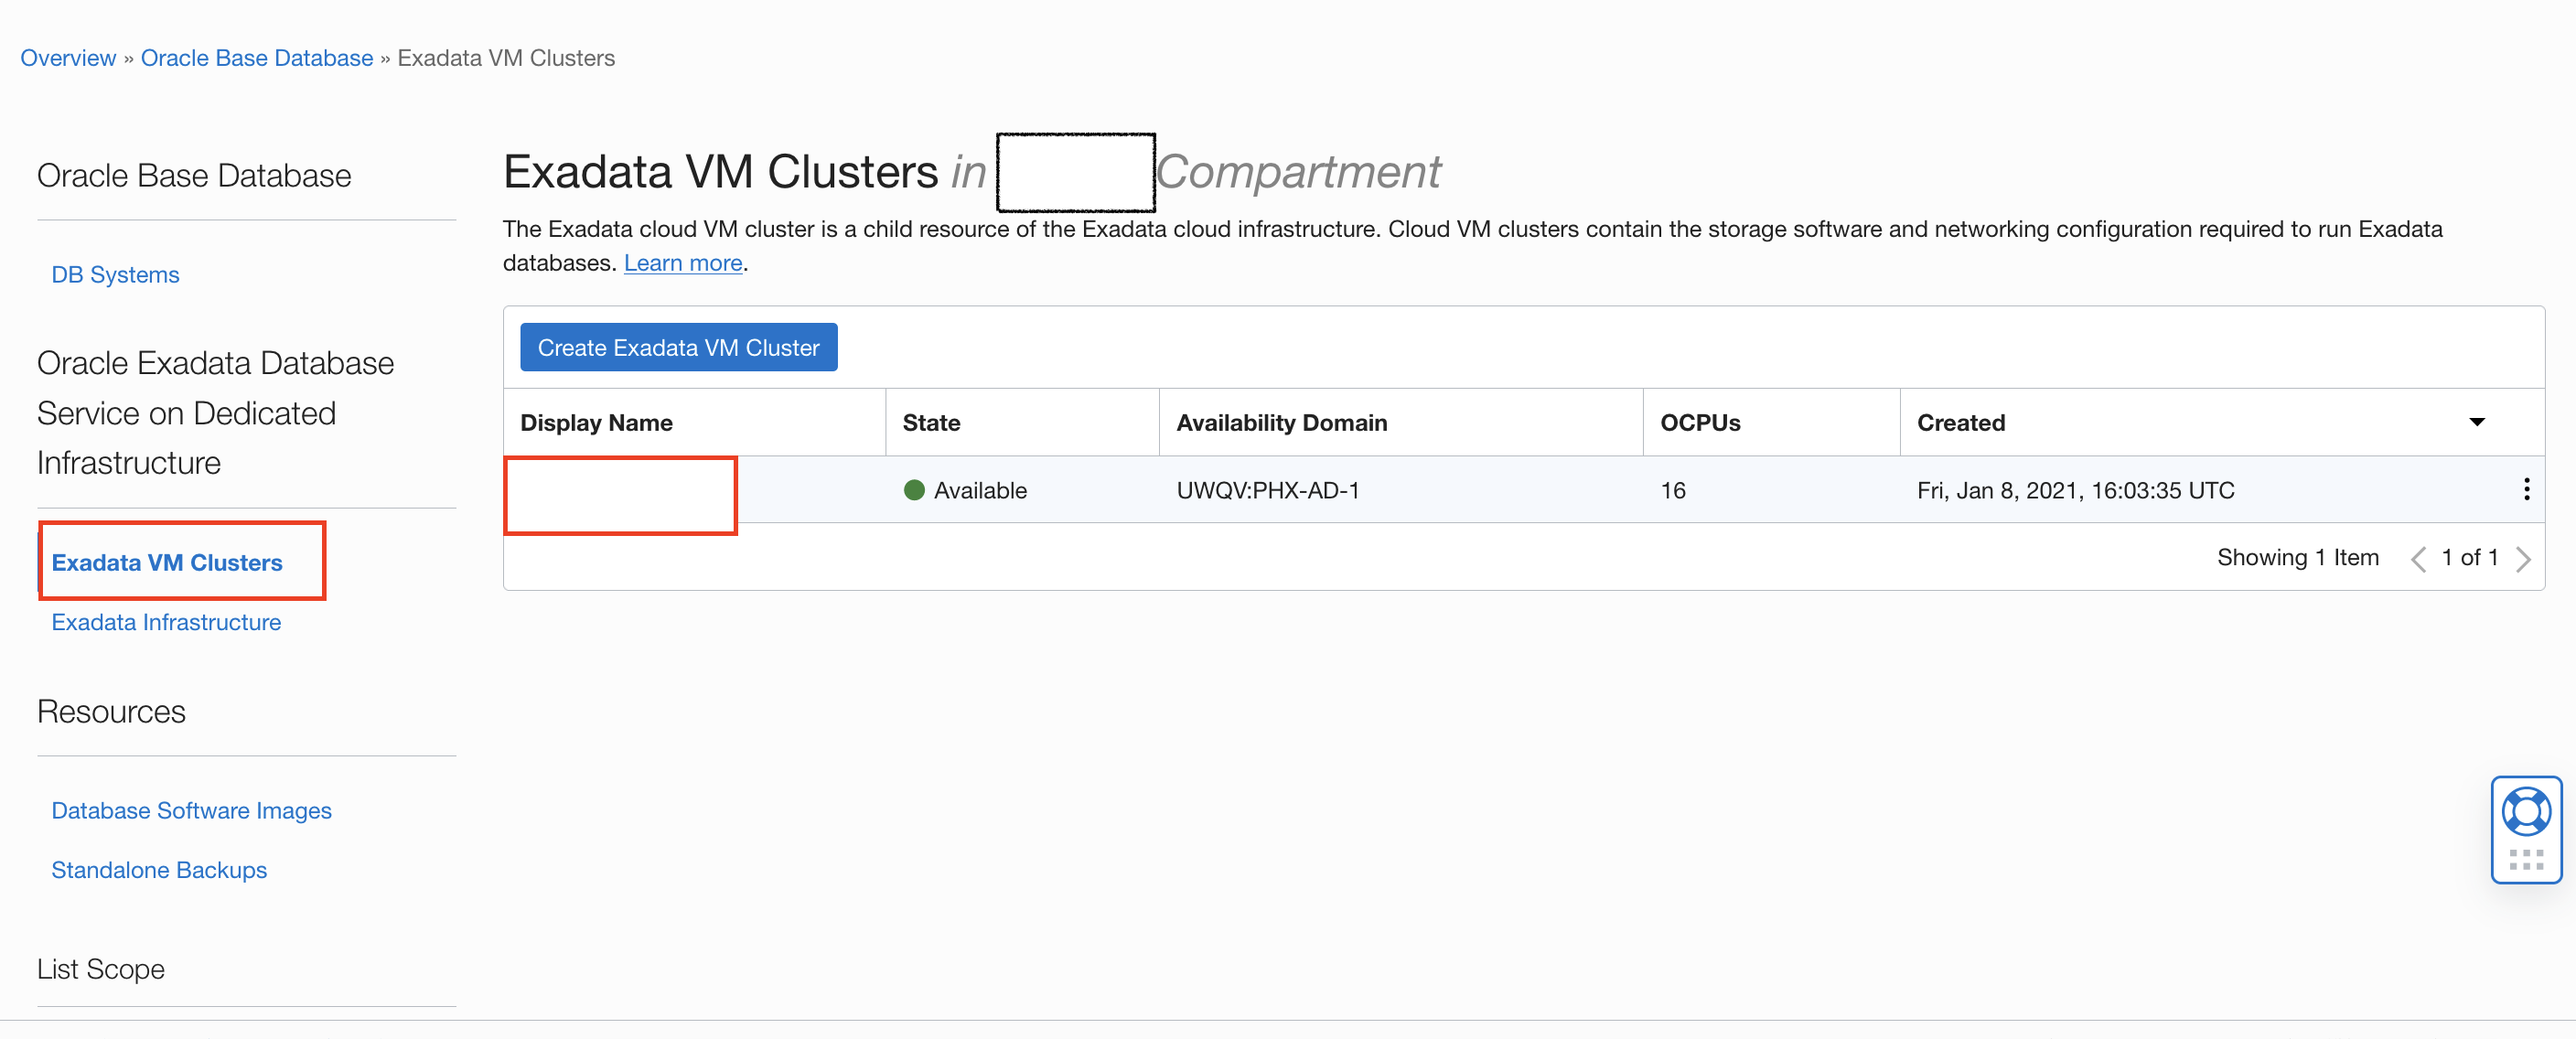 Overview » Oracle Base Database » Exadata VM Clusters
Oracle Base Database
DB Systems
Oracle Exadata Database
Service on Dedicated
Infrastructure
Exadata VM Clusters
Exadata Infrastructure
Resources
Database Software Images
Standalone Backups
List Scope
Exadata VM Clusters in Compartment
The Exadata cloud VM cluster is a child resource of the Exadata cloud infrastructure. Cloud VM clusters contain the storage software and networking configuration required to run Exadata
databases. Learn more.
Create Exadata VM Cluster
Display Name State Availability Domain OCPUs Created
Available UWQV:PHX-AD-1 16 Fri, Jan 8, 2021, 16:03:35 UTC
Showing 1 Item 1 of 1